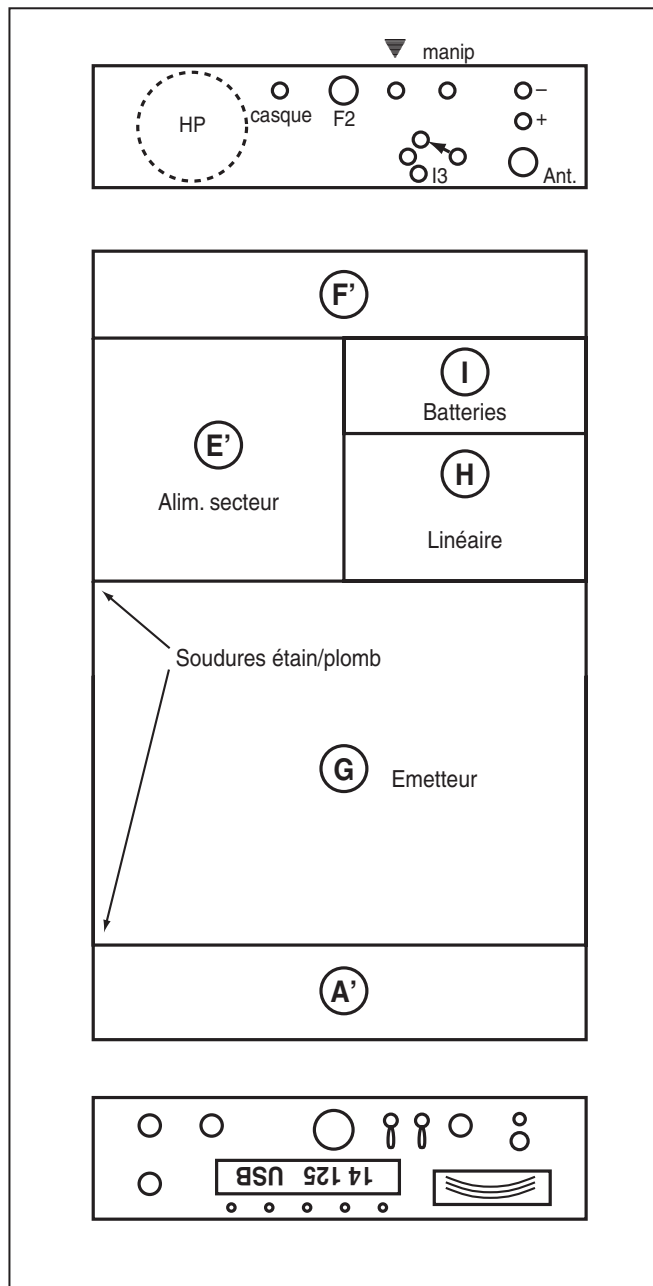 manip
HP
casque
F2
–
+
I3
Ant.
F'
I
Batteries
E'
H
Alim. secteur
Linéaire
Soudures étain/plomb
G
Emetteur
A'
14 125 USB